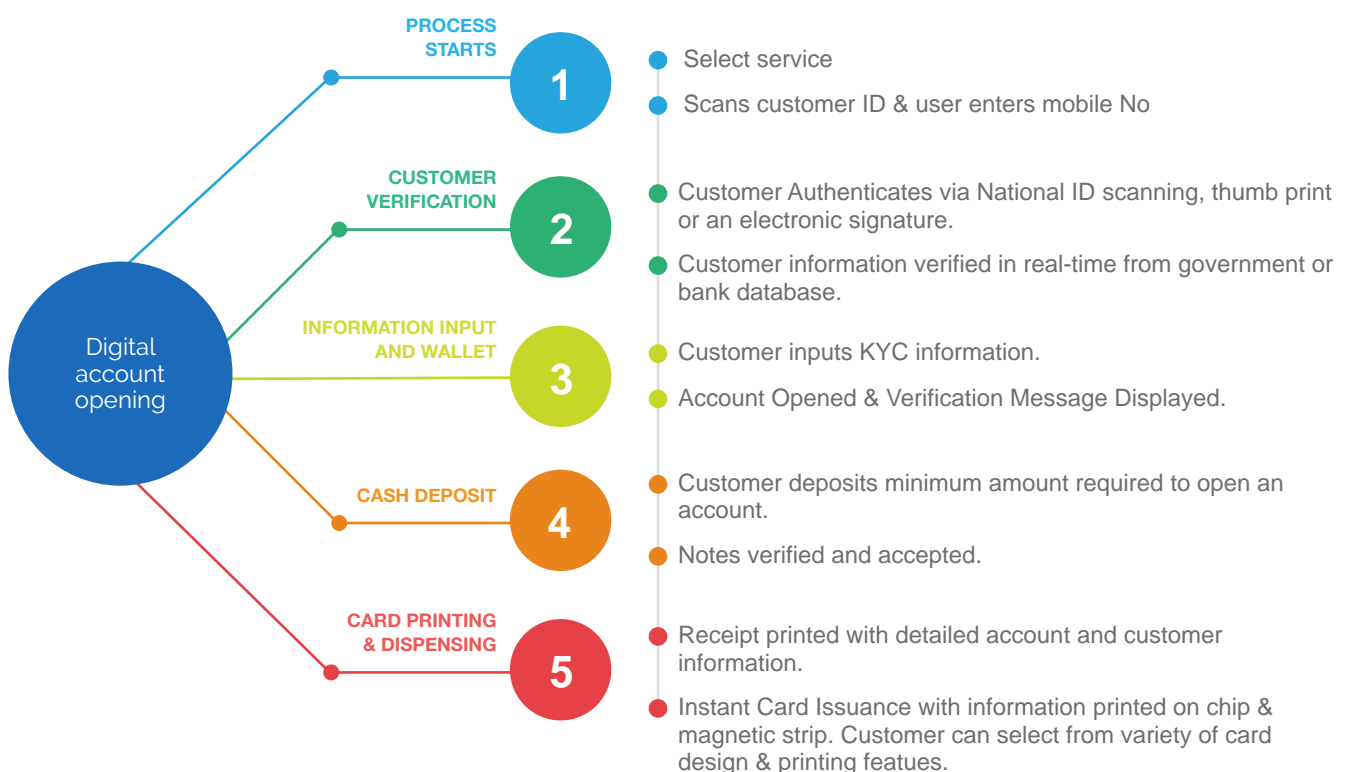 Digital
account
opening
PROCESS
STARTS
1
Select service
Scans customer ID & user enters mobile No
CUSTOMER
VERIFICATION
2
Customer Authenticates via National ID scanning, thumb print
or an electronic signature.
Customer information verified in real-time from government or
bank database.
INFORMATION INPUT
AND WALLET
3
Customer inputs KYC information.
Account Opened & Verification Message Displayed.
CASH DEPOSIT
4
Customer deposits minimum amount required to open an
account.
Notes verified and accepted.
CARD PRINTING
& DISPENSING
5
Receipt printed with detailed account and customer
information.
Instant Card Issuance with information printed on chip &
magnetic strip. Customer can select from variety of card
design & printing featues.